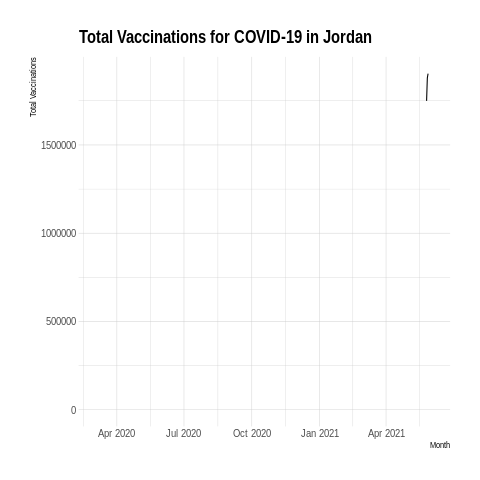 Total Vaccinations for COVID-19 in Jordan
Total Vaccinations
1500000
1000000
500000
0
Apr 2020 Jul 2020 Oct 2020 Jan 2021 Apr 2021
Month